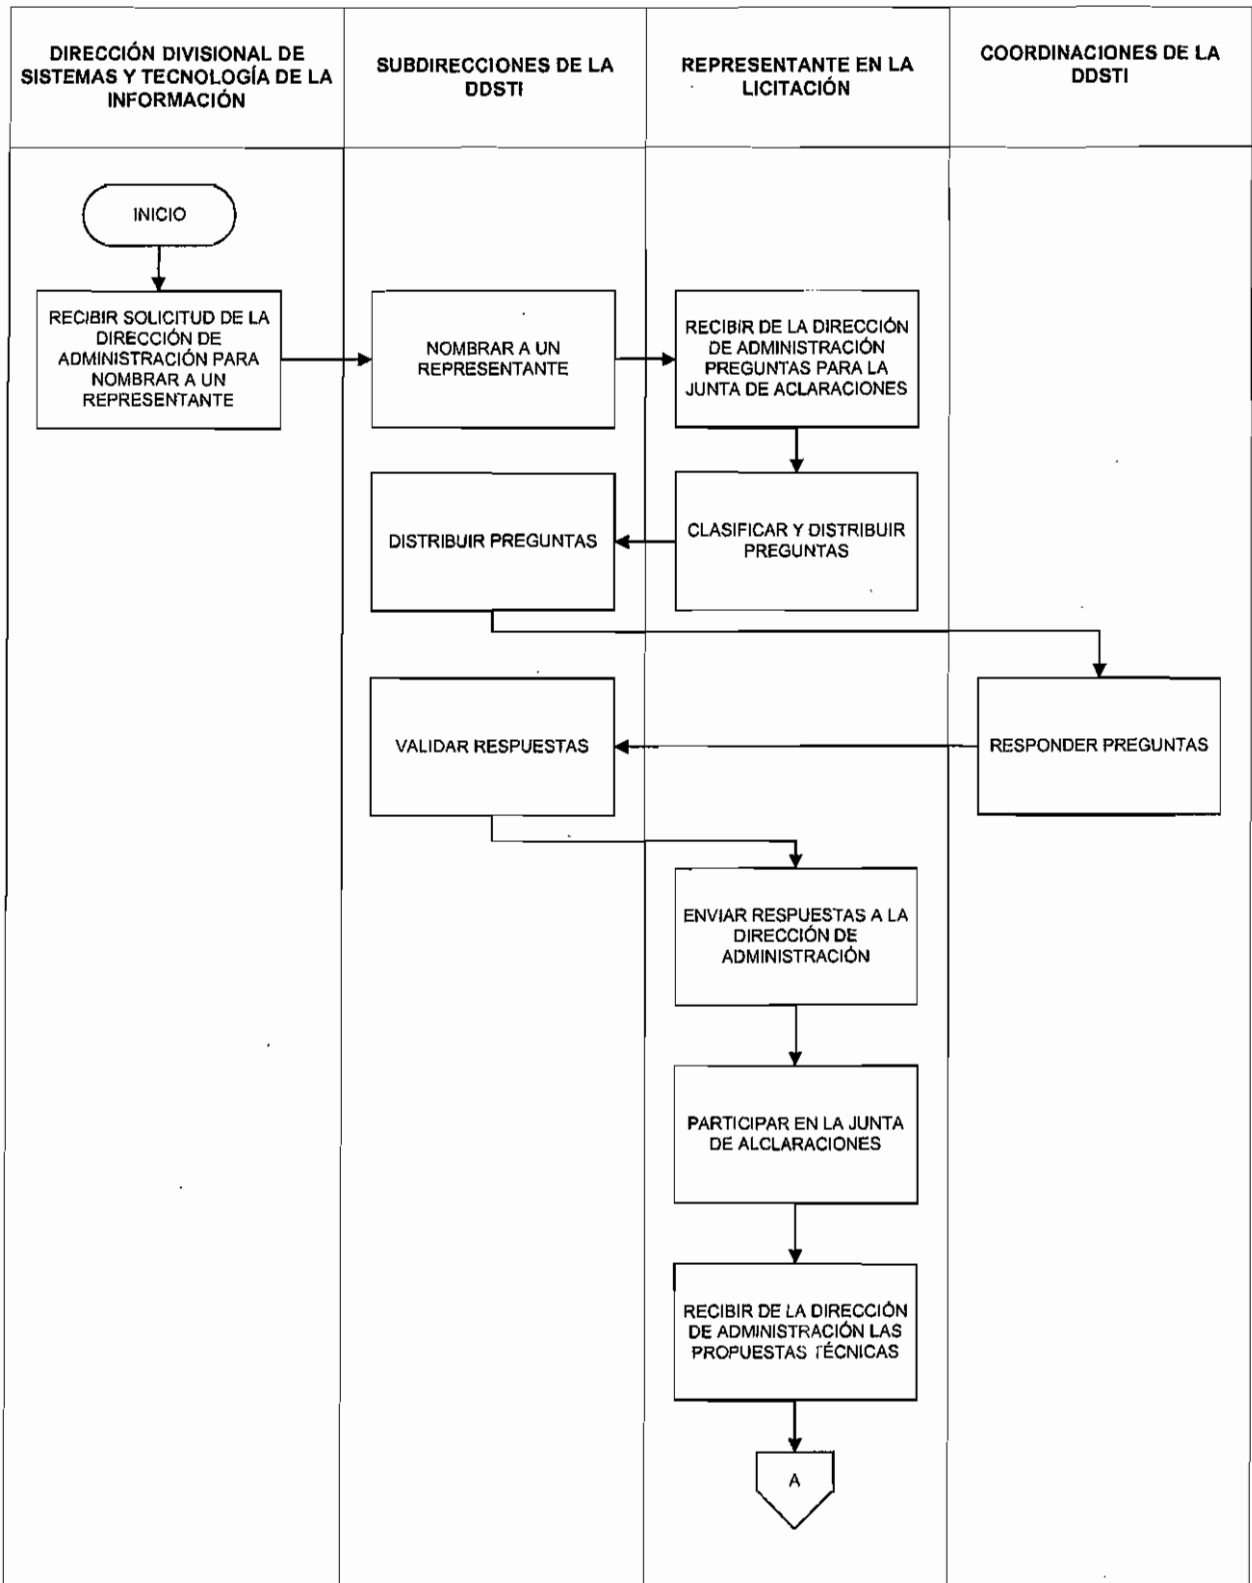 DIRECCIÓN DIVISIONAL DE
SISTEMAS Y TECNOLOGÍA DE LA
INFORMACIÓN
SUBDIRECCIONES DE LA
DDSTI
REPRESENTANTE EN LA
LICITACIÓN
COORDINACIONES DE LA
DDSTI
INICIO
RECIBIR SOLICITUD DE LA
DIRECCIÓN DE
ADMINISTRACIÓN PARA
NOMBRAR A UN
REPRESENTANTE
NOMBRAR A UN
REPRESENTANTE
RECIBIR DE LA DIRECCIÓN
DE ADMINISTRACIÓN
PREGUNTAS PARA LA
JUNTA DE ACLARACIONES
DISTRIBUIR PREGUNTAS
CLASIFICAR Y DISTRIBUIR
PREGUNTAS
VALIDAR RESPUESTAS
RESPONDER PREGUNTAS
ENVIAR RESPUESTAS A LA
DIRECCIÓN DE
ADMINISTRACIÓN
PARTICIPAR EN LA JUNTA
DE ALCLARACIONES
RECIBIR DE LA DIRECCIÓN
DE ADMINISTRACIÓN LAS
PROPUESTAS TÉCNICAS
A